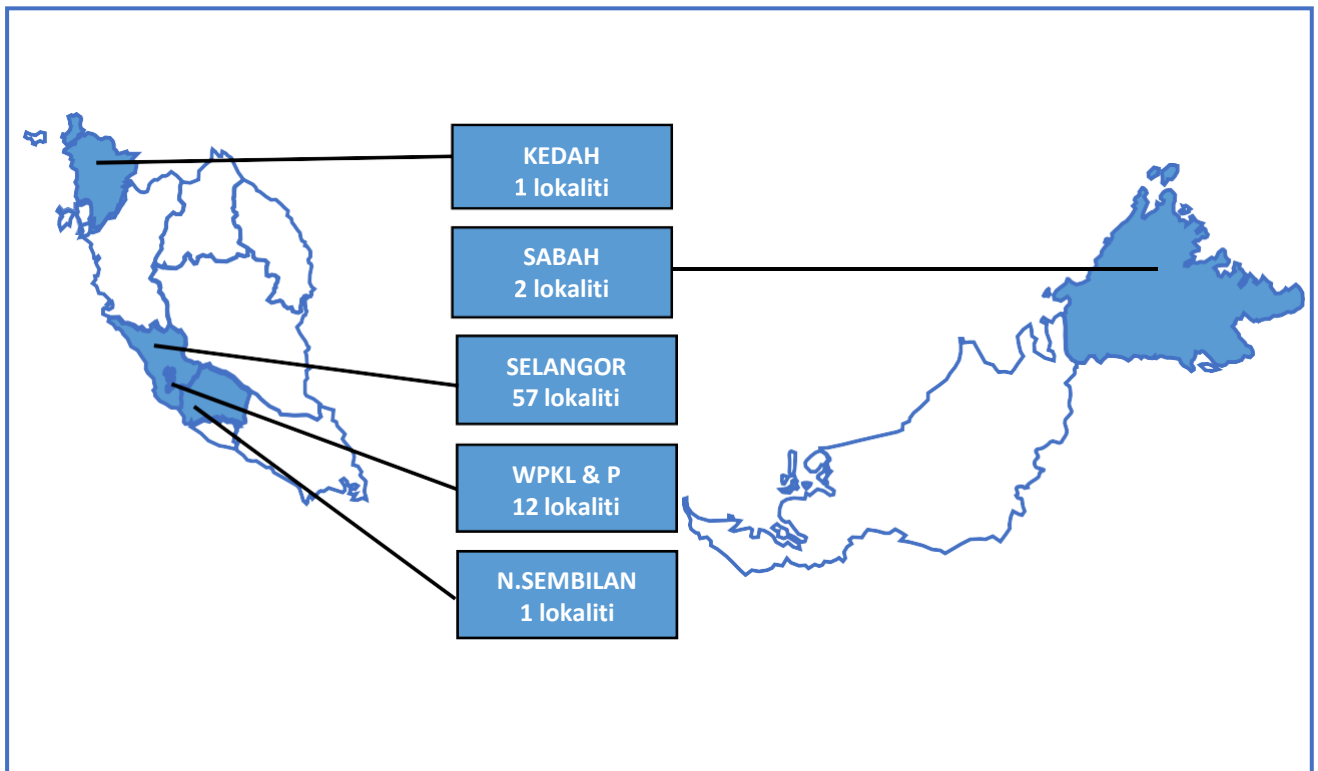 KEDAH
1 lokaliti
SABAH
2 lokaliti
SELANGOR
57 lokaliti
WPKL & P
12 lokaliti
N.SEMBILAN
1 lokaliti